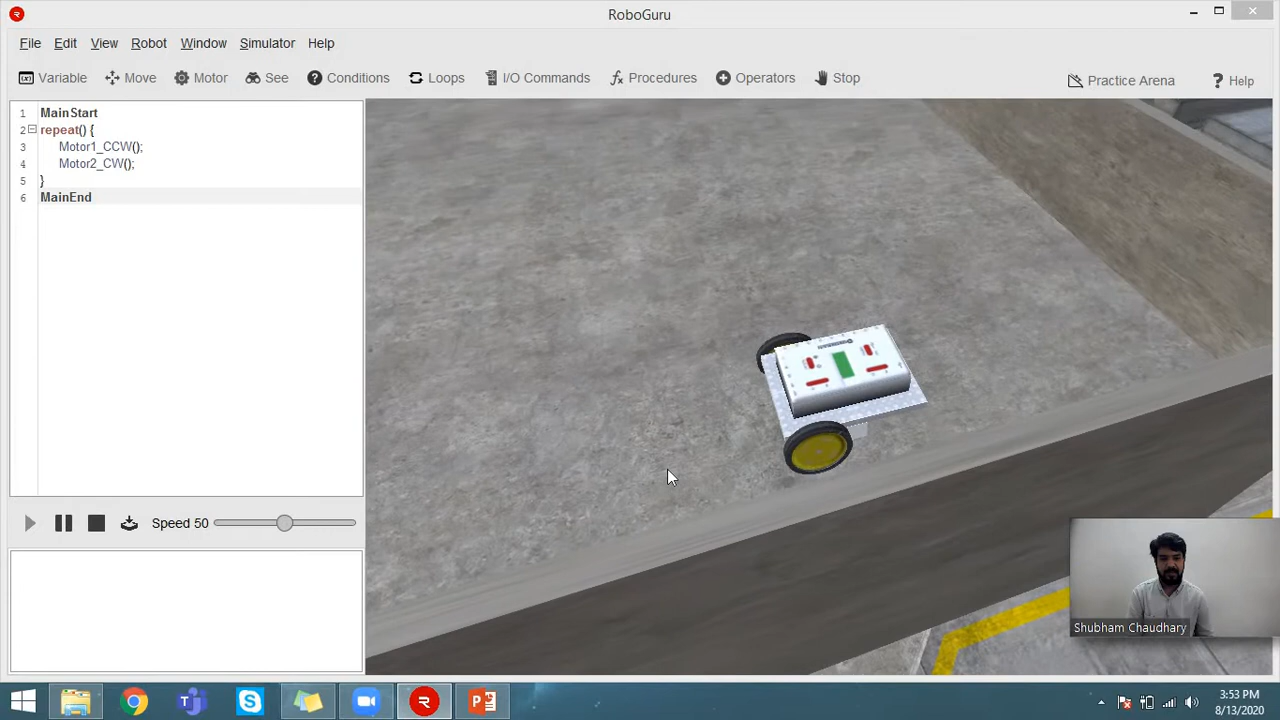 RoboGuru
File Edit View Robot Window Simulator Help
Variable Move Motor See Conditions Loops I/O Commands Procedures Operators Stop Practice Arena Help
1 MainStart
2 repeat() {
3 Motor1_CCW();
4 Motor2_CW();
5 }
6 MainEnd
Speed 50
Shubham Chaudhary
3:53 PM
8/13/2020